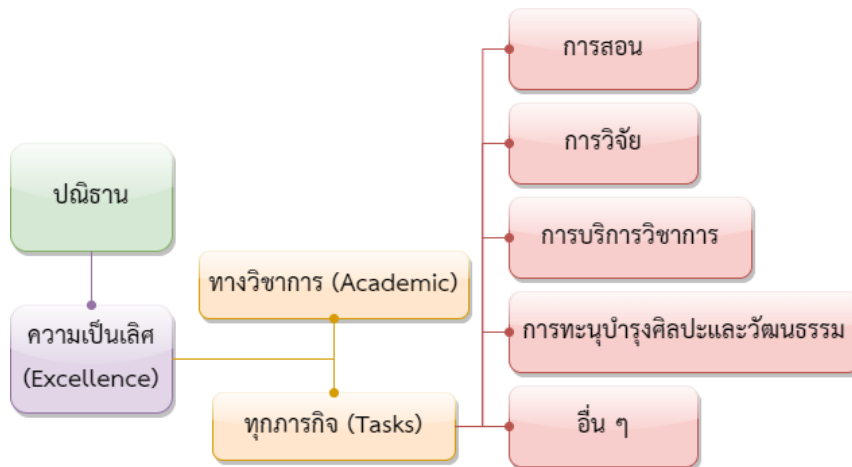 ปณิธาน
ความเป็นเลิศ
(Excellence)
ทางวิชาการ (Academic)
ทุกภารกิจ (Tasks)
การสอน
การวิจัย
การบริการวิชาการ
การทะนุบำรุงศิลปะและวัฒนธรรม
อื่น ๆ